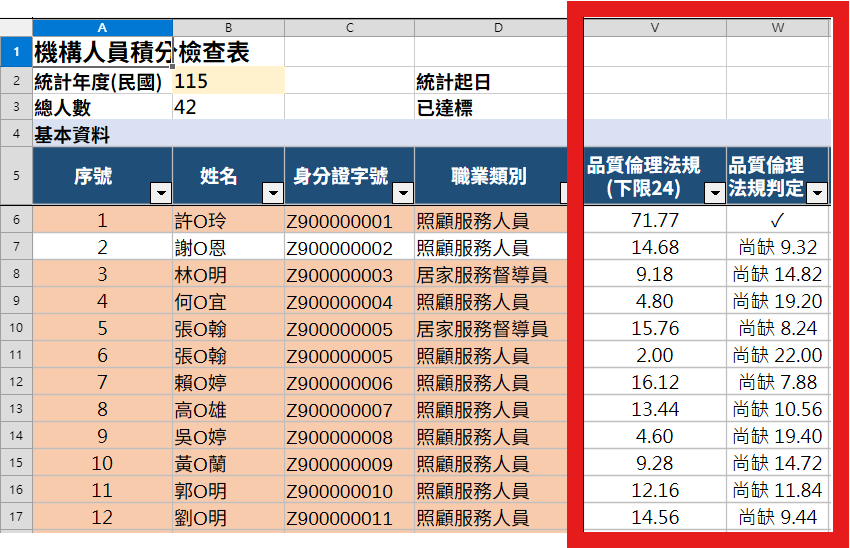 A B C D V W
1 機構人員積分檢查表
2 統計年度(民國) 115 統計起日
3 總人數 42 已達標
4 基本資料
5 序號 姓名 身分證字號 職業類別 品質倫理法規 (下限24) 品質倫理 法規判定
6 1 許O玲 Z900000001 照顧服務人員 71.77 ✓
7 2 謝O恩 Z900000002 照顧服務人員 14.68 尚缺 9.32
8 3 林O明 Z900000003 居家服務督導員 9.18 尚缺 14.82
9 4 何O宜 Z900000004 照顧服務人員 4.80 尚缺 19.20
10 5 張O翰 Z900000005 居家服務督導員 15.76 尚缺 8.24
11 6 張O翰 Z900000005 照顧服務人員 2.00 尚缺 22.00
12 7 賴O婷 Z900000006 照顧服務人員 16.12 尚缺 7.88
13 8 高O雄 Z900000007 照顧服務人員 13.44 尚缺 10.56
14 9 吳O婷 Z900000008 照顧服務人員 4.60 尚缺 19.40
15 10 黃O蘭 Z900000009 照顧服務人員 9.28 尚缺 14.72
16 11 郭O明 Z900000010 照顧服務人員 12.16 尚缺 11.84
17 12 劉O明 Z900000011 照顧服務人員 14.56 尚缺 9.44